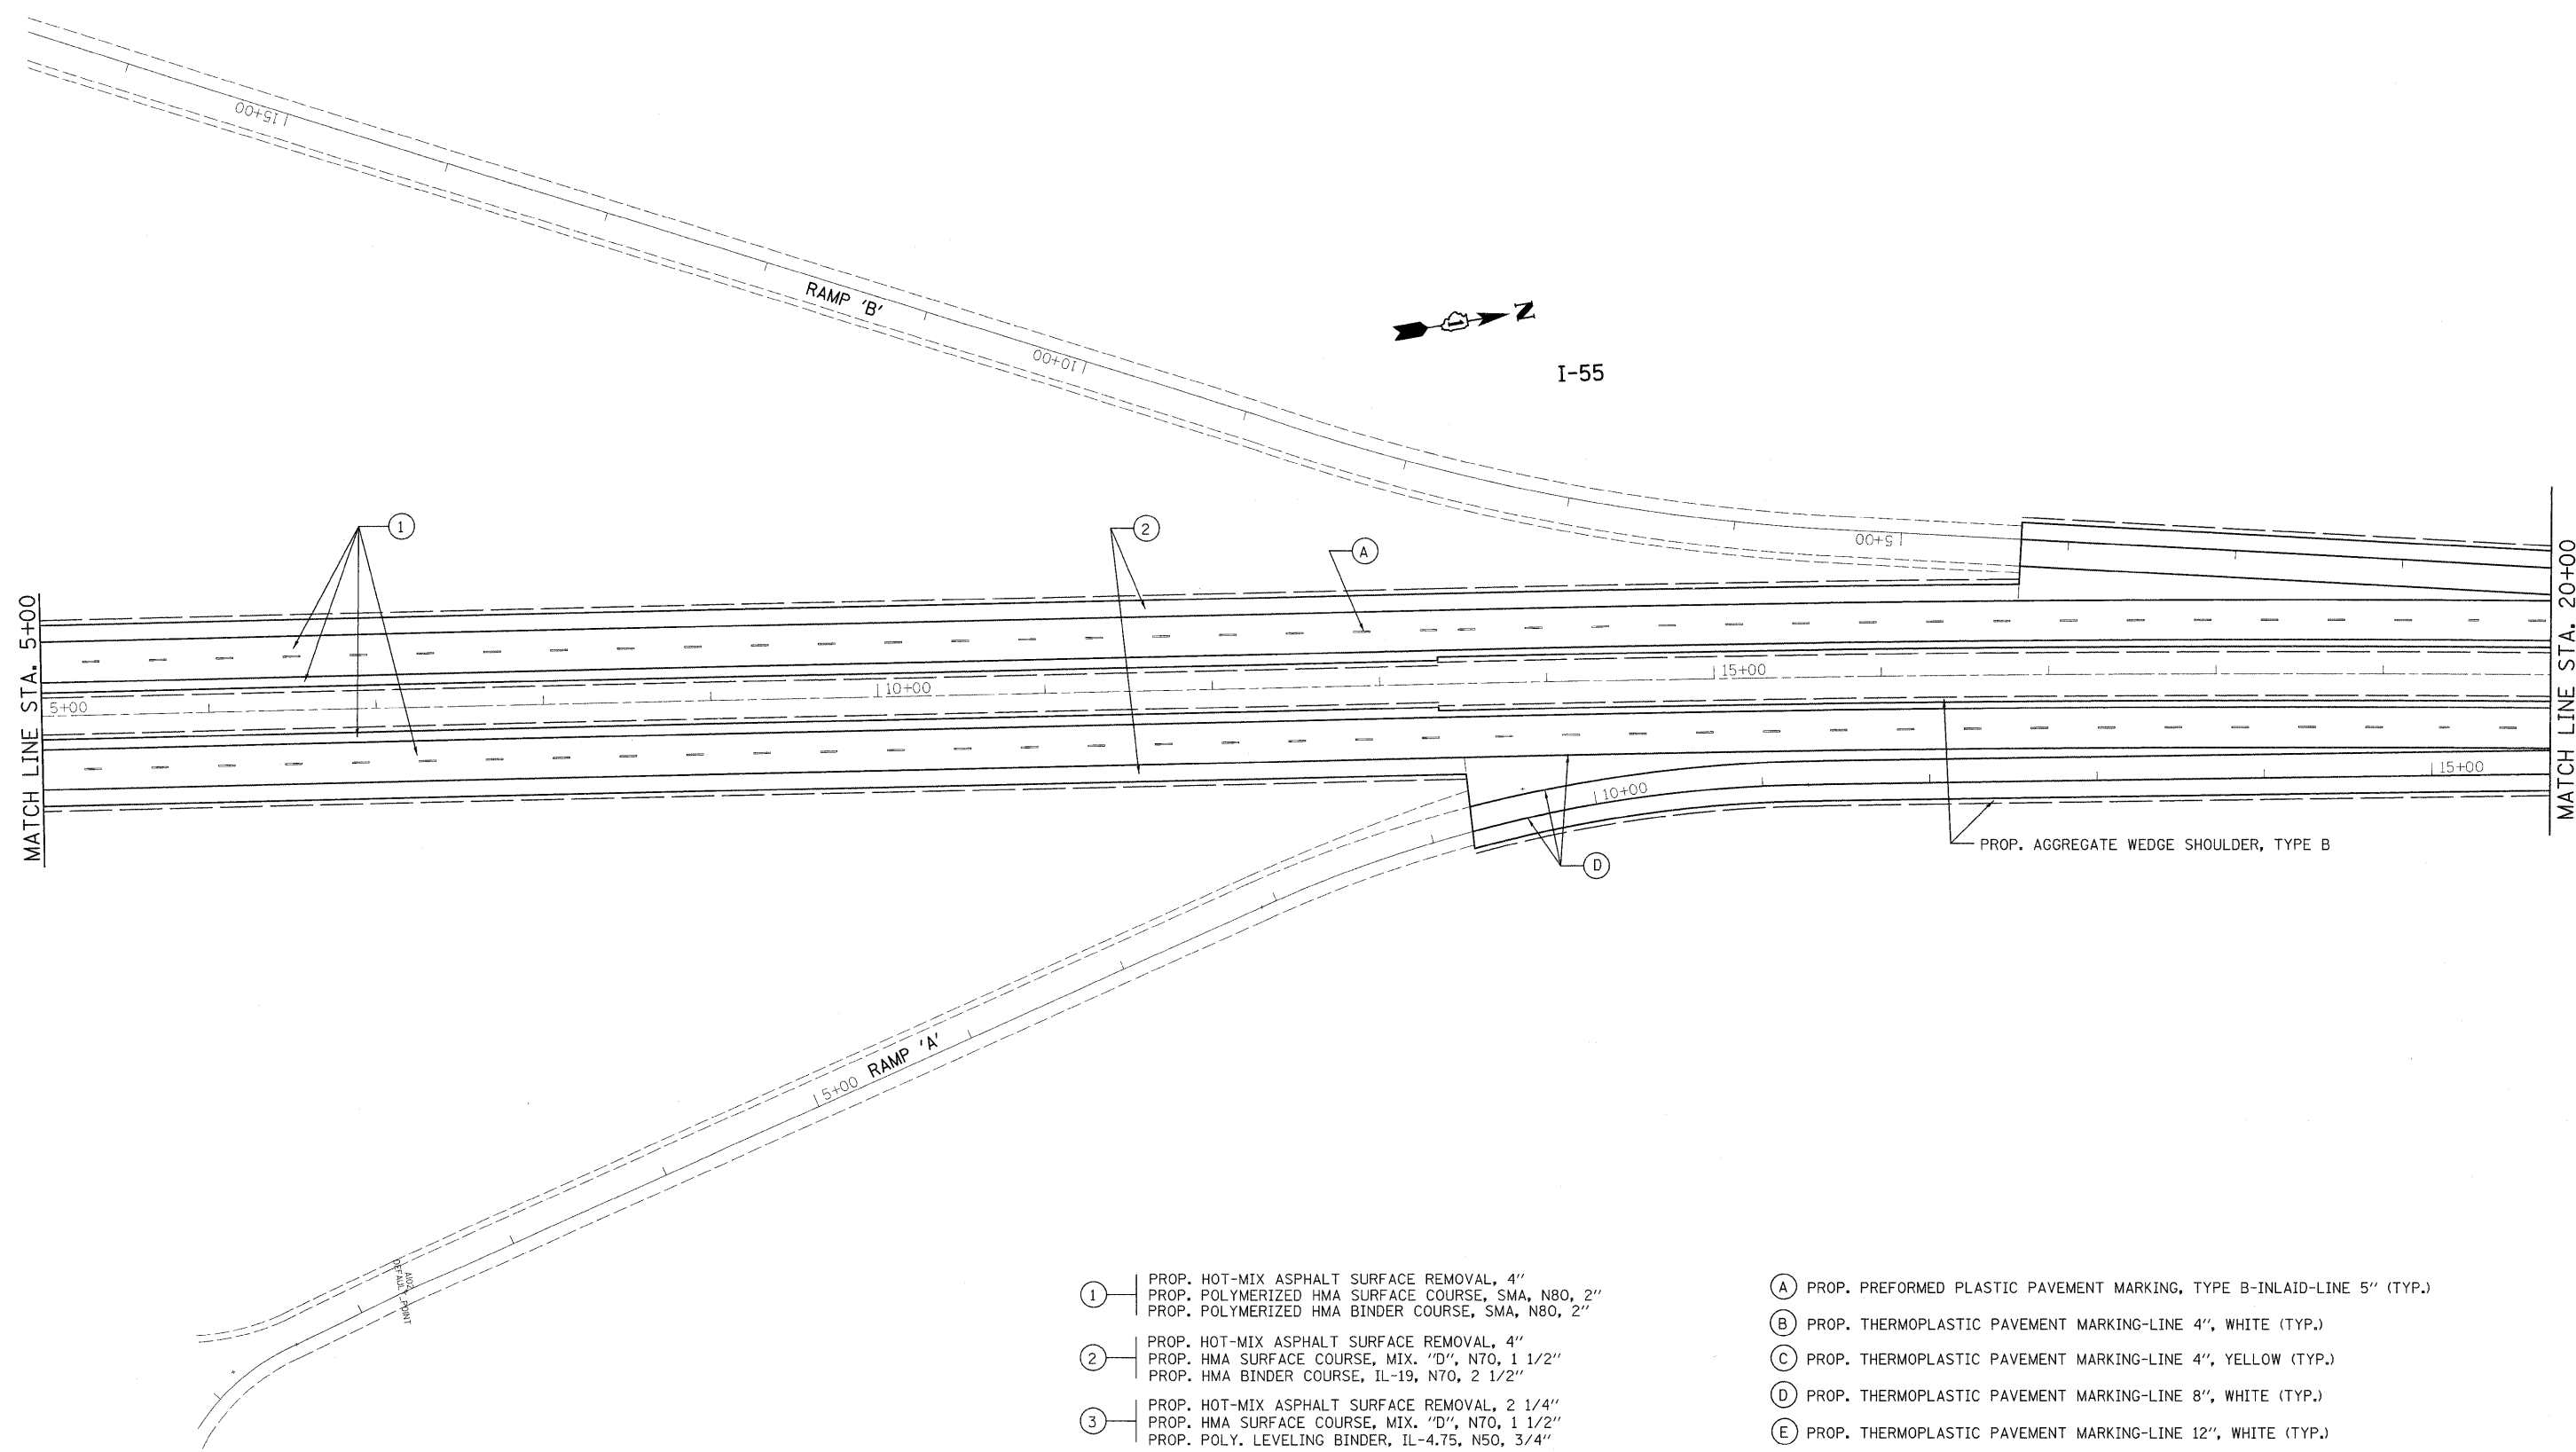 15+00
RAMP 'B'
10+00
N
I-55
5+00
1
2
A
MATCH LINE STA. 5+00
MATCH LINE STA. 20+00
5+00
10+00
15+00
10+00
15+00
D
PROP. AGGREGATE WEDGE SHOULDER, TYPE B
RAMP 'A'
5+00
DEFAULT_POINT
1
PROP. HOT-MIX ASPHALT SURFACE REMOVAL, 4"
PROP. POLYMERIZED HMA SURFACE COURSE, SMA, N80, 2"
PROP. POLYMERIZED HMA BINDER COURSE, SMA, N80, 2"
2
PROP. HOT-MIX ASPHALT SURFACE REMOVAL, 4"
PROP. HMA SURFACE COURSE, MIX. "D", N70, 1 1/2"
PROP. HMA BINDER COURSE, IL-19, N70, 2 1/2"
3
PROP. HOT-MIX ASPHALT SURFACE REMOVAL, 2 1/4"
PROP. HMA SURFACE COURSE, MIX. "D", N70, 1 1/2"
PROP. POLY. LEVELING BINDER, IL-4.75, N50, 3/4"
A PROP. PREFORMED PLASTIC PAVEMENT MARKING, TYPE B-INLAID-LINE 5" (TYP.)
B PROP. THERMOPLASTIC PAVEMENT MARKING-LINE 4", WHITE (TYP.)
C PROP. THERMOPLASTIC PAVEMENT MARKING-LINE 4", YELLOW (TYP.)
D PROP. THERMOPLASTIC PAVEMENT MARKING-LINE 8", WHITE (TYP.)
E PROP. THERMOPLASTIC PAVEMENT MARKING-LINE 12", WHITE (TYP.)